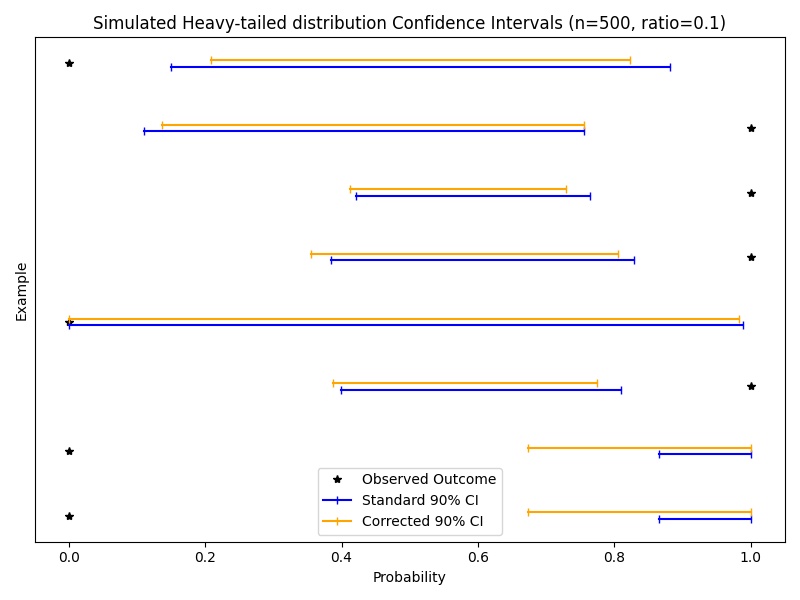 Simulated Heavy-tailed distribution Confidence Intervals (n=500, ratio=0.1)
Example
Observed Outcome
Standard 90% CI
Corrected 90% CI
0.0 0.2 0.4 0.6 0.8 1.0
Probability